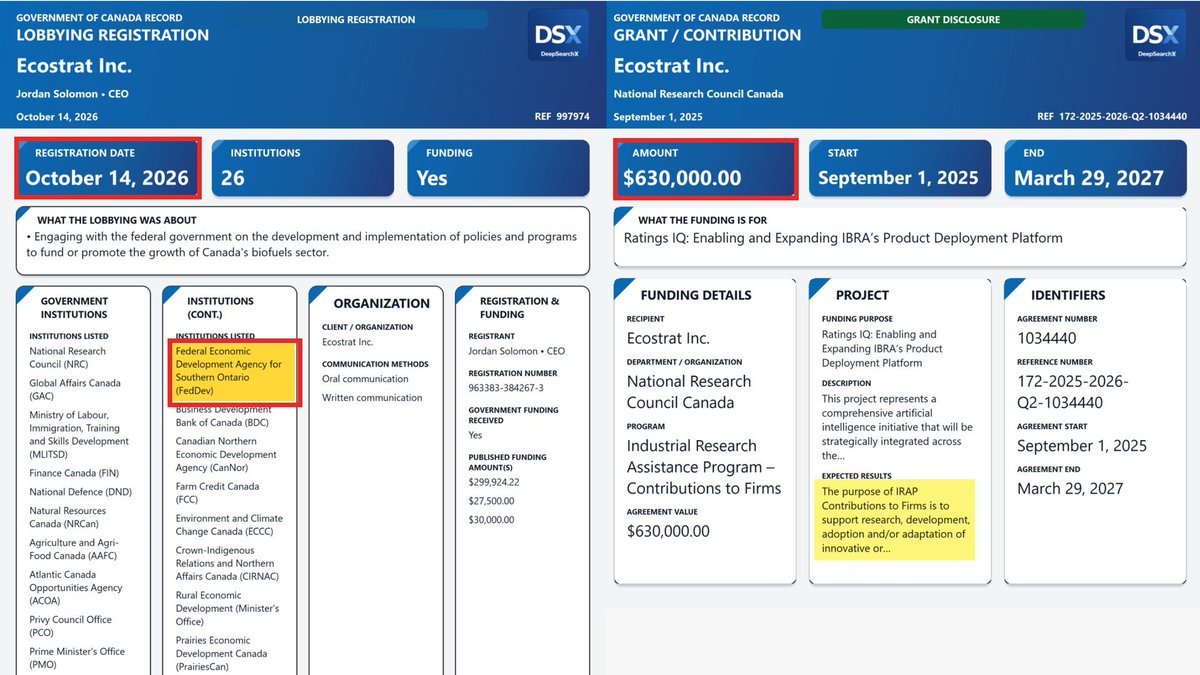 GOVERNMENT OF CANADA RECORD
LOBBYING REGISTRATION
LOBBYING REGISTRATION
DSX
DeepSearchX
Ecostrat Inc.
Jordan Solomon • CEO
October 14, 2026
REF 997974
REGISTRATION DATE
October 14, 2026
INSTITUTIONS
26
FUNDING
Yes
WHAT THE LOBBYING WAS ABOUT
• Engaging with the federal government on the development and implementation of policies and programs
to fund or promote the growth of Canada's biofuels sector.
GOVERNMENT
INSTITUTIONS
INSTITUTIONS LISTED
National Research
Council (NRC)
Global Affairs Canada
(GAC)
Ministry of Labour,
Immigration, Training
and Skills Development
(MLITSD)
Finance Canada (FIN)
National Defence (DND)
Natural Resources
Canada (NRCan)
Agriculture and Agri-
Food Canada (AAFC)
Atlantic Canada
Opportunities Agency
(ACOA)
Privy Council Office
(PCO)
Prime Minister's Office
(PMO)
INSTITUTIONS
(CONT.)
INSTITUTIONS LISTED
Federal Economic
Development Agency for
Southern Ontario
(FedDev)
Business Development
Bank of Canada (BDC)
Canadian Northern
Economic Development
Agency (CanNor)
Farm Credit Canada
(FCC)
Environment and Climate
Change Canada (ECCC)
Crown-Indigenous
Relations and Northern
Affairs Canada (CIRNAC)
Rural Economic
Development (Minister's
Office)
Prairies Economic
Development Canada
(PrairiesCan)
ORGANIZATION
CLIENT / ORGANIZATION
Ecostrat Inc.
COMMUNICATION METHODS
Oral communication
Written communication
REGISTRATION &
FUNDING
REGISTRANT
Jordan Solomon • CEO
REGISTRATION NUMBER
963383-384267-3
GOVERNMENT FUNDING
RECEIVED
Yes
PUBLISHED FUNDING
AMOUNT(S)
$299,924.22
$27,500.00
$30,000.00
GOVERNMENT OF CANADA RECORD
GRANT DISCLOSURE
GRANT / CONTRIBUTION
DSX
DeepSearchX
Ecostrat Inc.
National Research Council Canada
September 1, 2025
REF 172-2025-2026-Q2-1034440
AMOUNT
$630,000.00
START
September 1, 2025
END
March 29, 2027
WHAT THE FUNDING IS FOR
Ratings IQ: Enabling and Expanding IBRA's Product Deployment Platform
FUNDING DETAILS
RECIPIENT
Ecostrat Inc.
DEPARTMENT / ORGANIZATION
National Research
Council Canada
PROGRAM
Industrial Research
Assistance Program –
Contributions to Firms
AGREEMENT VALUE
$630,000.00
PROJECT
FUNDING PURPOSE
Ratings IQ: Enabling and
Expanding IBRA's Product
Deployment Platform
DESCRIPTION
This project represents a
comprehensive artificial
intelligence initiative that will be
strategically integrated across
the...
EXPECTED RESULTS
The purpose of IRAP
Contributions to Firms is to
support research, development,
adoption and/or adaptation of
innovative or...
IDENTIFIERS
AGREEMENT NUMBER
1034440
REFERENCE NUMBER
172-2025-2026-
Q2-1034440
AGREEMENT START
September 1, 2025
AGREEMENT END
March 29, 2027